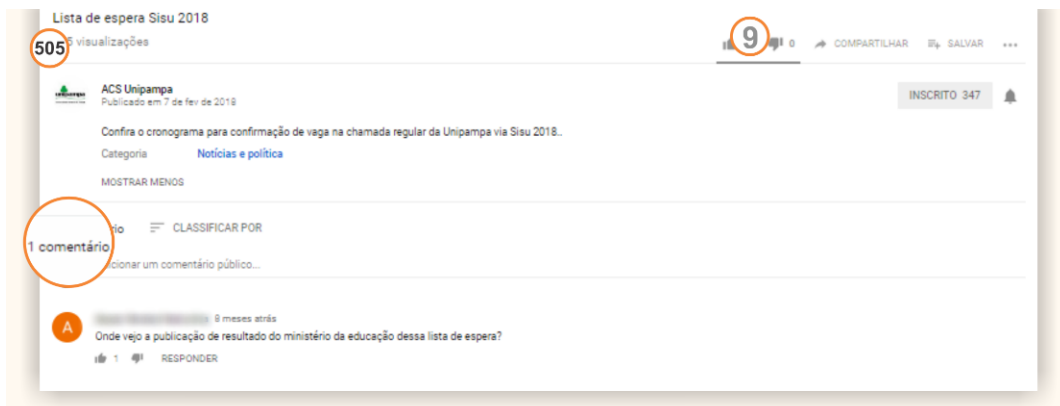 Lista de espera Sisu 2018
505 visualizações
9 0 COMPARTILHAR SALVAR
ACS Unipampa
Publicado em 7 de fev de 2018
INSCRITO 347
Confira o cronograma para confirmação de vaga na chamada regular da Unipampa via Sisu 2018..
Categoria Notícias e política
MOSTRAR MENOS
1 comentário CLASSIFICAR POR
Adicionar um comentário público...
A 8 meses atrás
Onde vejo a publicação de resultado do ministério da educação dessa lista de espera?
1 RESPONDER